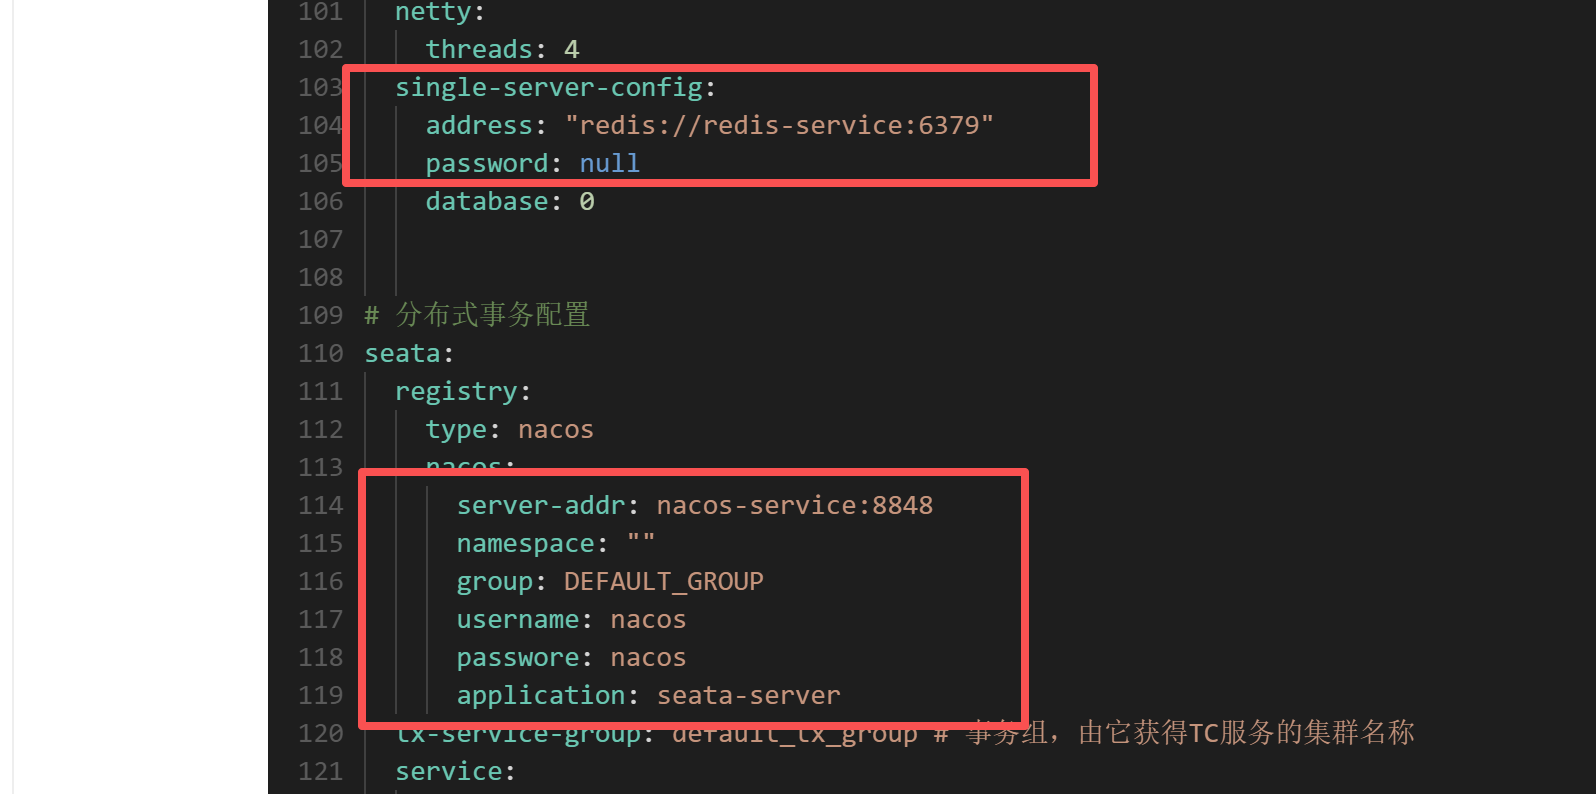 101 netty:
102 threads: 4
103 single-server-config:
104 address: "redis://redis-service:6379"
105 password: null
106 database: 0
107
108
109 # 分布式事务配置
110 seata:
111 registry:
112 type: nacos
113 nacos:
114 server-addr: nacos-service:8848
115 namespace: ""
116 group: DEFAULT_GROUP
117 username: nacos
118 passwore: nacos
119 application: seata-server
120 tx-service-group: default_tx_group # 事务组，由它获得TC服务的集群名称
121 service: